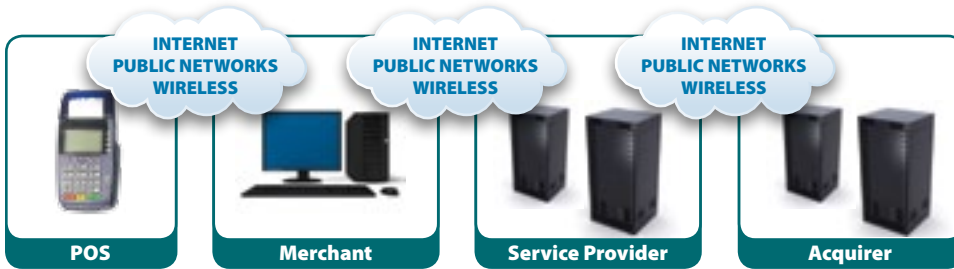 INTERNET
PUBLIC NETWORKS
WIRELESS
INTERNET
PUBLIC NETWORKS
WIRELESS
INTERNET
PUBLIC NETWORKS
WIRELESS
POS
Merchant
Service Provider
Acquirer